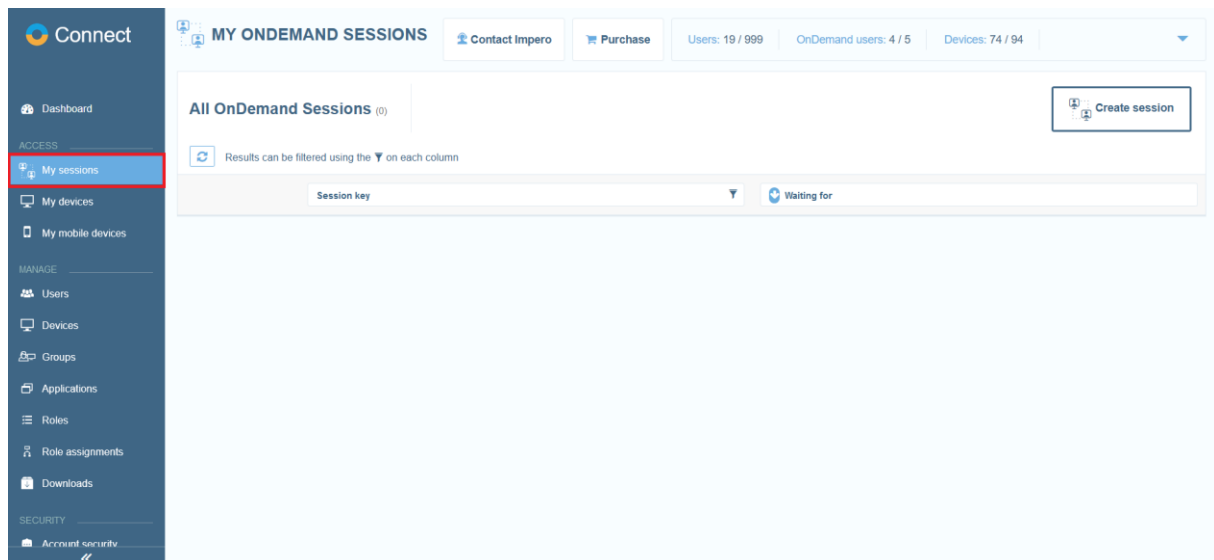 Connect
MY ONDEMAND SESSIONS
Contact Impero
Purchase
Users: 19 / 999
OnDemand users: 4 / 5
Devices: 74 / 94
Dashboard
ACCESS
My sessions
My devices
My mobile devices
MANAGE
Users
Devices
Groups
Applications
Roles
Role assignments
Downloads
SECURITY
Account security
All OnDemand Sessions (0)
Create session
Results can be filtered using the on each column
Session key
Waiting for